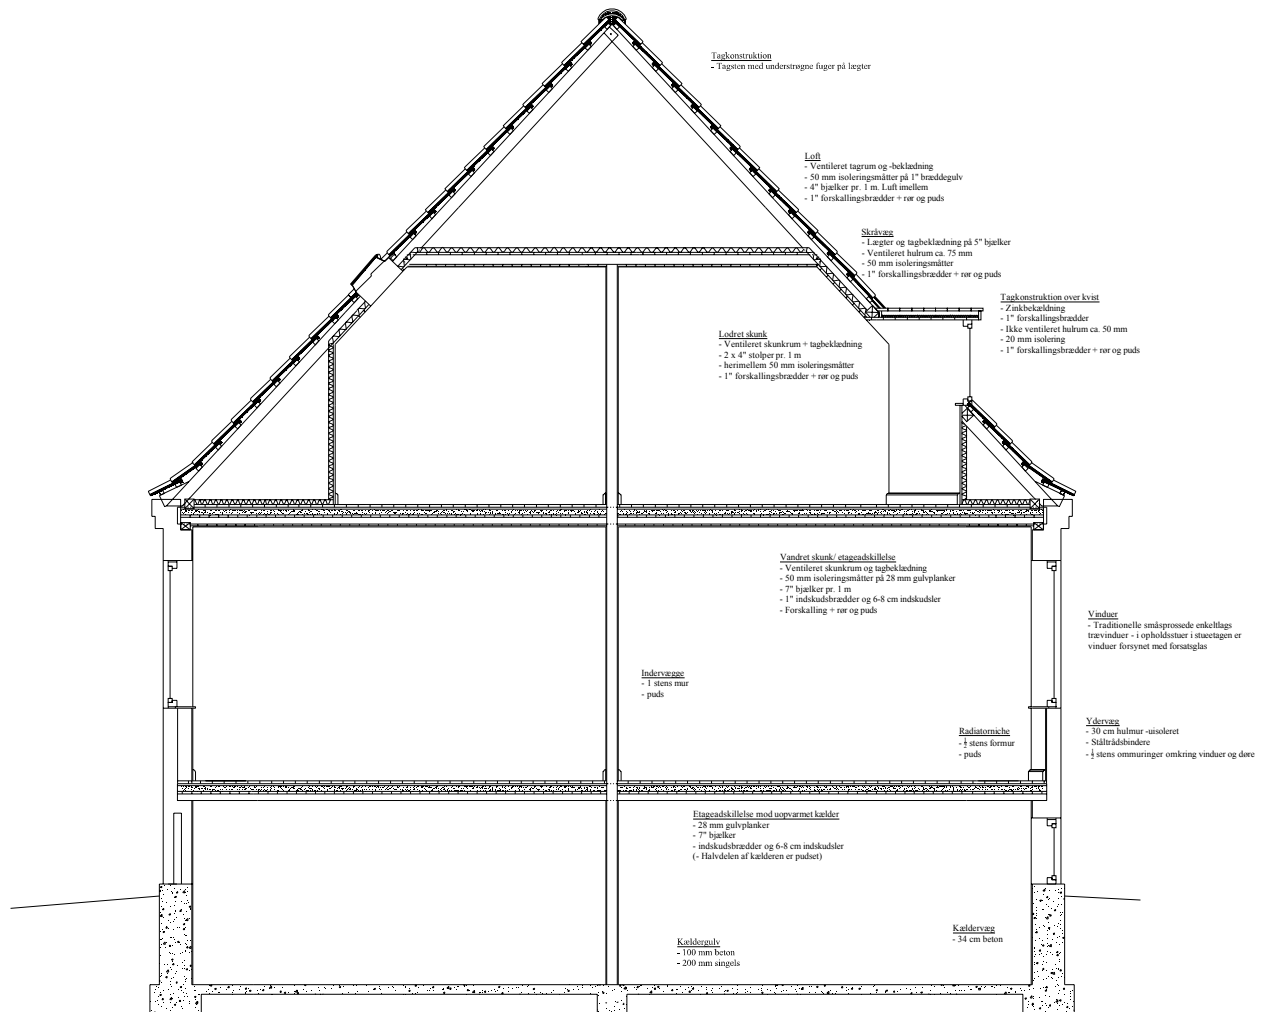 Tagkonstruktion
- Tagsten med understrøgne fuger på lægter
Loft
- Ventileret tagrum og -beklædning
- 50 mm isoleringsmåtter på 1" bræddegulv
- 4" bjælker pr. 1 m. Luft imellem
- 1" forskallingsbrædder + rør og puds
Skråvæg
- Lægter og tagbeklædning på 5" bjælker
- Ventileret hulrum ca. 75 mm
- 50 mm isoleringsmåtter
- 1" forskallingsbrædder + rør og puds
Tagkonstruktion over kvist
- Zinkbekældning
- 1" forskallingsbrædder
- Ikke ventileret hulrum ca. 50 mm
- 20 mm isolering
- 1" forskallingsbrædder + rør og puds
Lodret skunk
- Ventileret skunkrum + tagbeklædning
- 2 x 4" stolper pr. 1 m
- herimellem 50 mm isoleringsmåtter
- 1" forskallingsbrædder + rør og puds
Vandret skunk/ etageadskillelse
- Ventileret skunkrum og tagbeklædning
- 50 mm isoleringsmåtter på 28 mm gulvplanker
- 7" bjælker pr. 1 m
- 1" indskudsbrædder og 6-8 cm indskudsler
- Forskalling + rør og puds
Vinduer
- Traditionelle småsprossede enkeltlags
trævinduer - i opholdsstuer i stueetagen er
vinduer forsynet med forsatsglas
Indervægge
- 1 stens mur
- puds
Radiatorniche
- ½ stens formur
- puds
Ydervæg
- 30 cm hulmur -uisoleret
- Ståltrådsbindere
- ½ stens ommuringer omkring vinduer og døre
Etageadskillelse mod uopvarmet kælder
- 28 mm gulvplanker
- 7" bjælker
- indskudsbrædder og 6-8 cm indskudsler
(- Halvdelen af kælderen er pudset)
Kældergulv
- 100 mm beton
- 200 mm singels
Kældervæg
- 34 cm beton